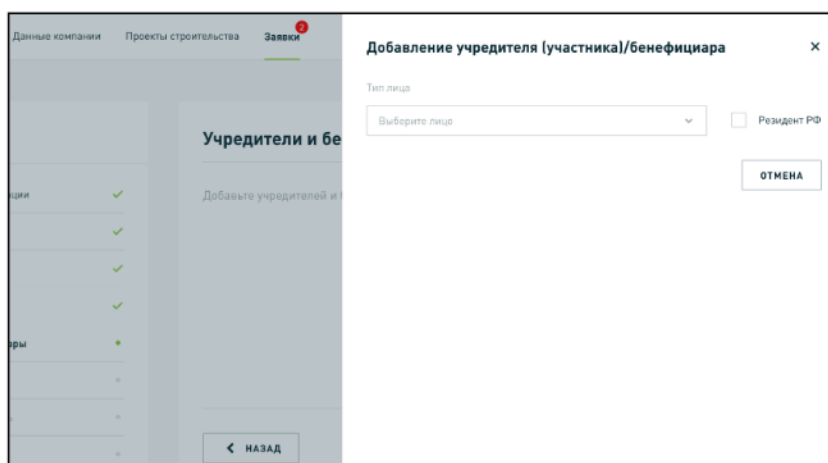 Данные компании Проекты строительства Заявки 2
Добавление учредителя (участника)/бенефициара
Тип лица
Выберите лицо
Резидент РФ
ОТМЕНА
Учредители и бе
ции
Добавьте учредителей и
ары
НАЗАД